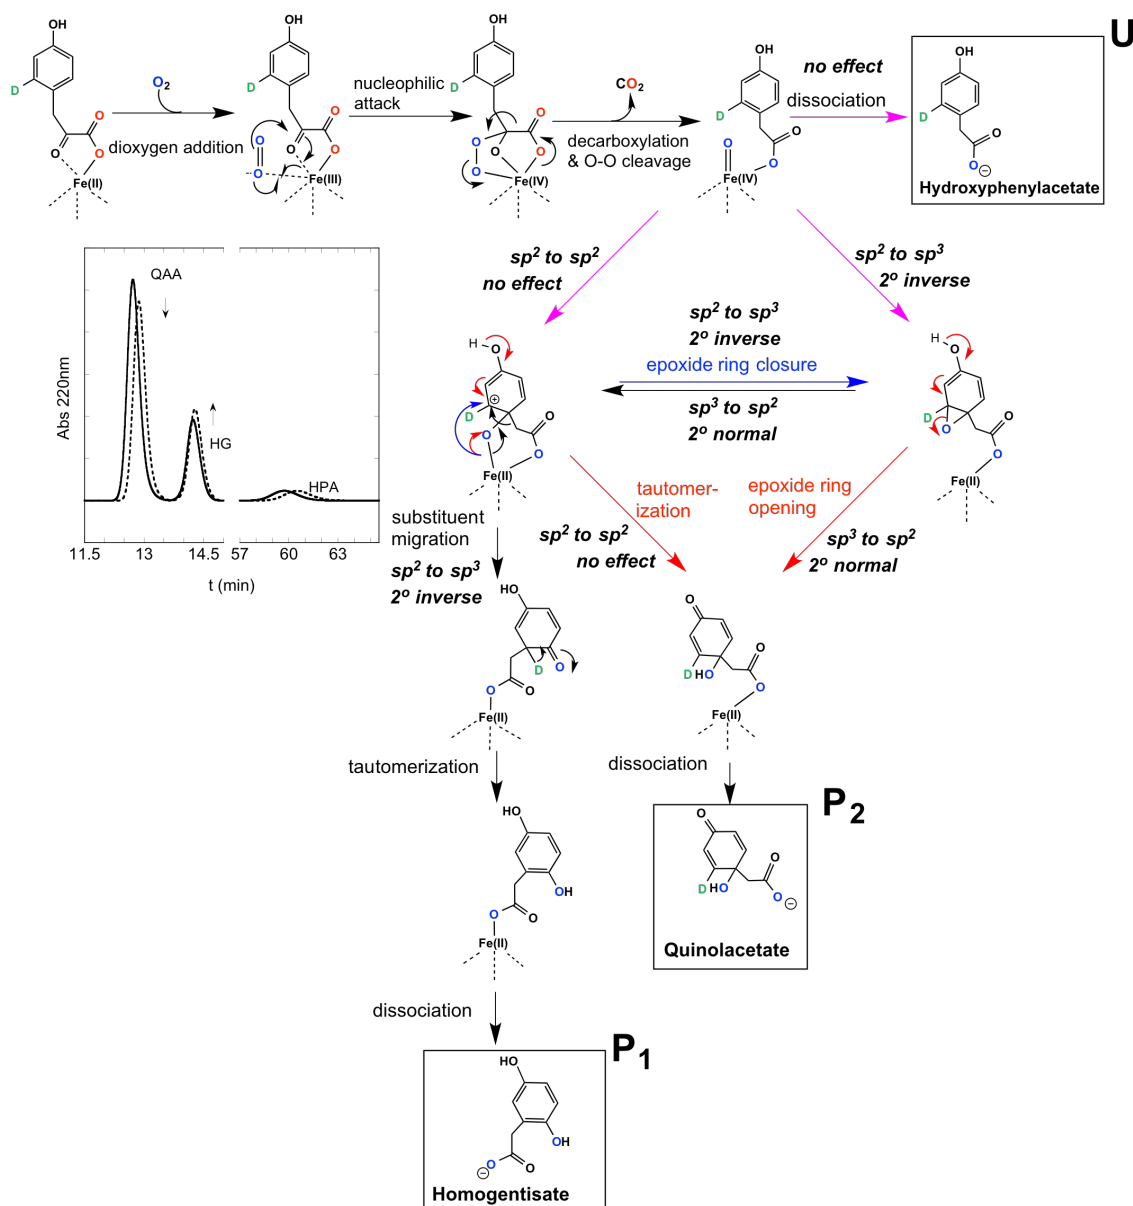 U
OH
D
O
O
O
Fe(II)
O₂
dioxygen addition
OH
D
O
O
O
O
O
Fe(III)
nucleophilic
attack
OH
D
O
O
O
O
O
Fe(IV)
CO₂
decarboxylation
& O-O cleavage
OH
D
O
O
O
Fe(IV)
no effect
dissociation
OH
D
O
O
⊖
Hydroxyphenylacetate
sp² to sp²
no effect
sp² to sp³
2º inverse
Abs 220nm
QAA
HG
HPA
11.5 13 14.5 57 60 63
t (min)
H O
⊕
D
O
O
O
Fe(II)
sp² to sp³
2º inverse
epoxide ring closure
sp³ to sp²
2º normal
H O
D
O
O
O
Fe(II)
substituent
migration
sp² to sp³
2º inverse
tautomer-
ization
sp² to sp²
no effect
epoxide ring
opening
sp³ to sp²
2º normal
HO
D
O
O
O
Fe(II)
O
D
HO
O
O
Fe(II)
tautomerization
dissociation
P₂
HO
OH
O
O
Fe(II)
O
D
HO
O
O
⊖
Quinolacetate
dissociation
P₁
HO
OH
O
O
⊖
Homogentisate